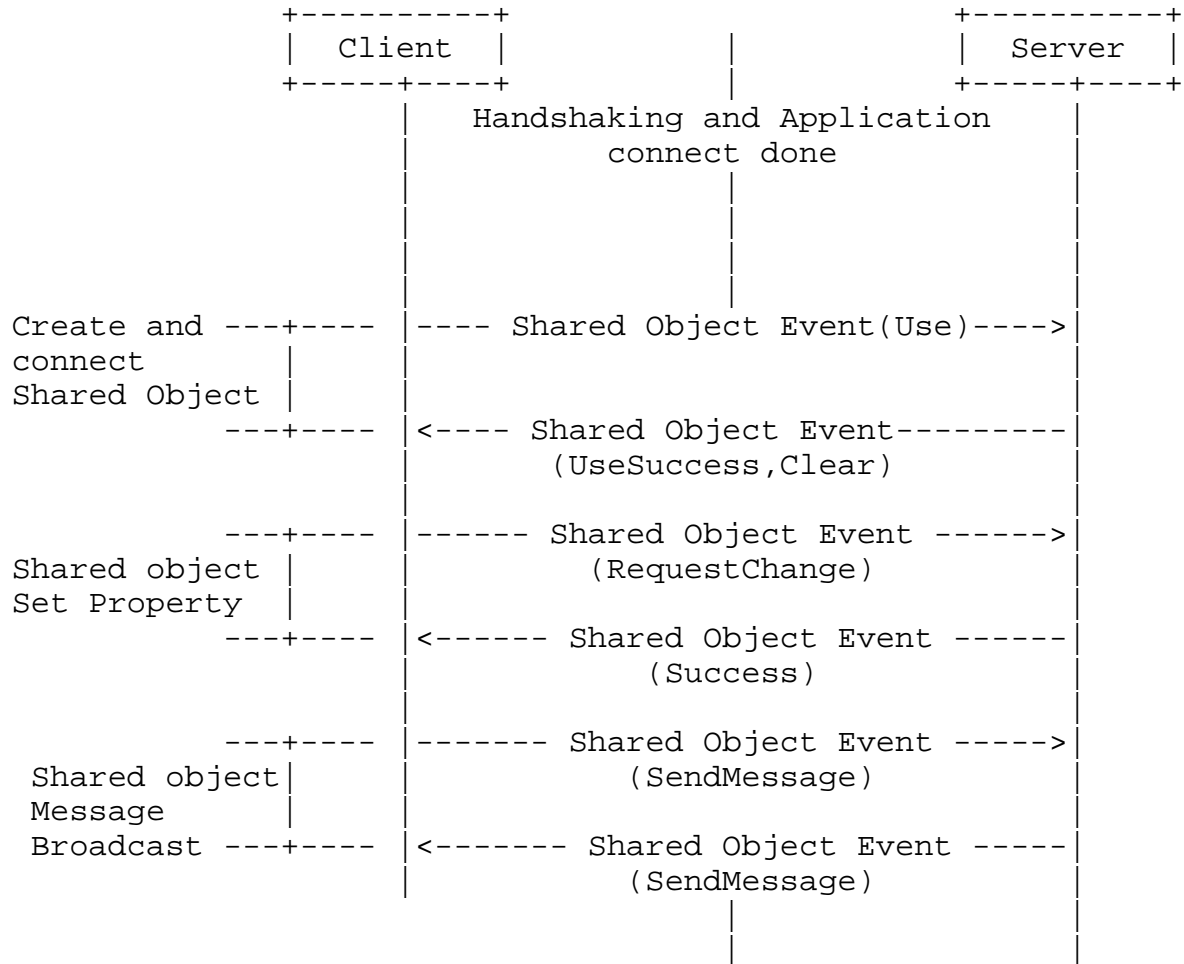 Client Server
Handshaking and Application
connect done
Create and ---+---- |---- Shared Object Event(Use)---->|
connect
Shared Object
---+---- |<---- Shared Object Event---------|
(UseSuccess,Clear)
---+---- |------ Shared Object Event ------>|
Shared object (RequestChange)
Set Property
---+---- |<------ Shared Object Event ------|
(Success)
---+---- |------- Shared Object Event ----->|
Shared object (SendMessage)
Message
Broadcast ---+---- |<------- Shared Object Event -----|
(SendMessage)